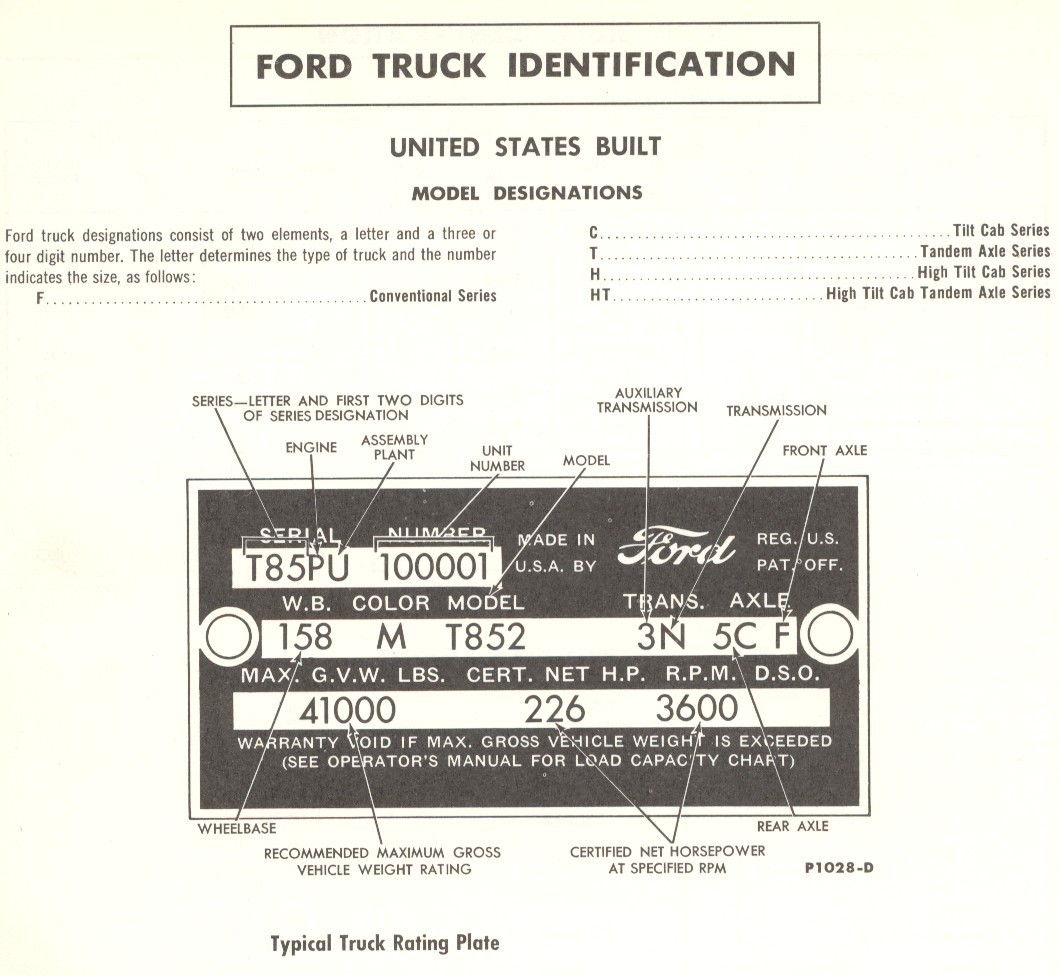 FORD TRUCK IDENTIFICATION
UNITED STATES BUILT
MODEL DESIGNATIONS
Ford truck designations consist of two elements, a letter and a three or
four digit number. The letter determines the type of truck and the number
indicates the size, as follows:
F........................................Conventional Series
C............................................Tilt Cab Series
T........................................Tandem Axle Series
H........................................High Tilt Cab Series
HT..........................High Tilt Cab Tandem Axle Series
SERIES—LETTER AND FIRST TWO DIGITS
OF SERIES DESIGNATION
ENGINE
ASSEMBLY
PLANT
UNIT
NUMBER
MODEL
AUXILIARY
TRANSMISSION
TRANSMISSION
FRONT AXLE
SERIAL NUMBER
T85PU 100001
MADE IN
U.S.A. BY
Ford
REG. U.S.
PAT. OFF.
W.B. COLOR MODEL TRANS. AXLE
158 M T852 3N 5C F
MAX. G.V.W. LBS. CERT. NET H.P. R.P.M. D.S.O.
41000 226 3600
WARRANTY VOID IF MAX. GROSS VEHICLE WEIGHT IS EXCEEDED
(SEE OPERATOR'S MANUAL FOR LOAD CAPACITY CHART)
WHEELBASE
RECOMMENDED MAXIMUM GROSS
VEHICLE WEIGHT RATING
CERTIFIED NET HORSEPOWER
AT SPECIFIED RPM
REAR AXLE
P1028-D
Typical Truck Rating Plate